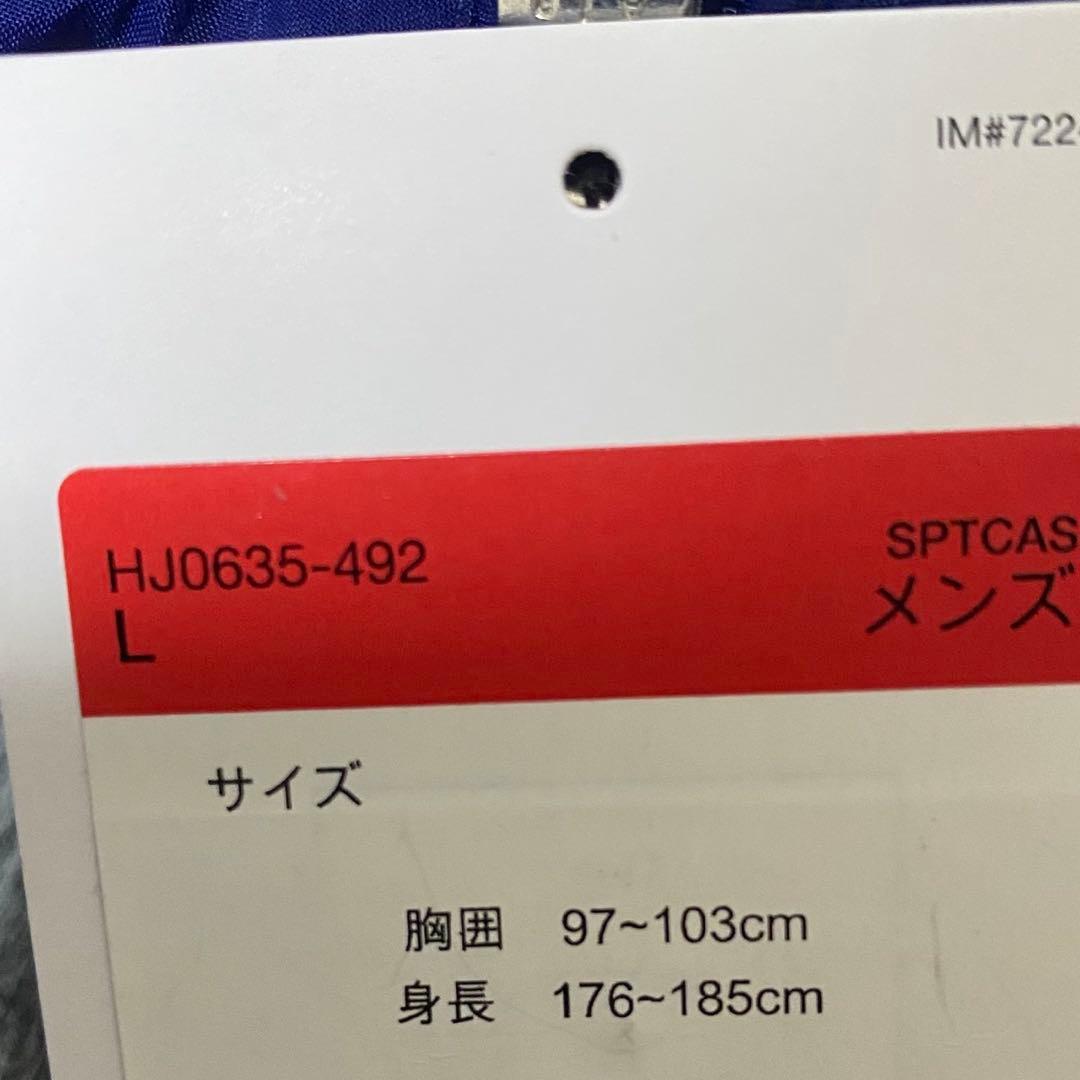 IM#722-
HJ0635-492
L
SPTCAS
メンズ
サイズ
胸囲 97~103cm
身長 176~185cm